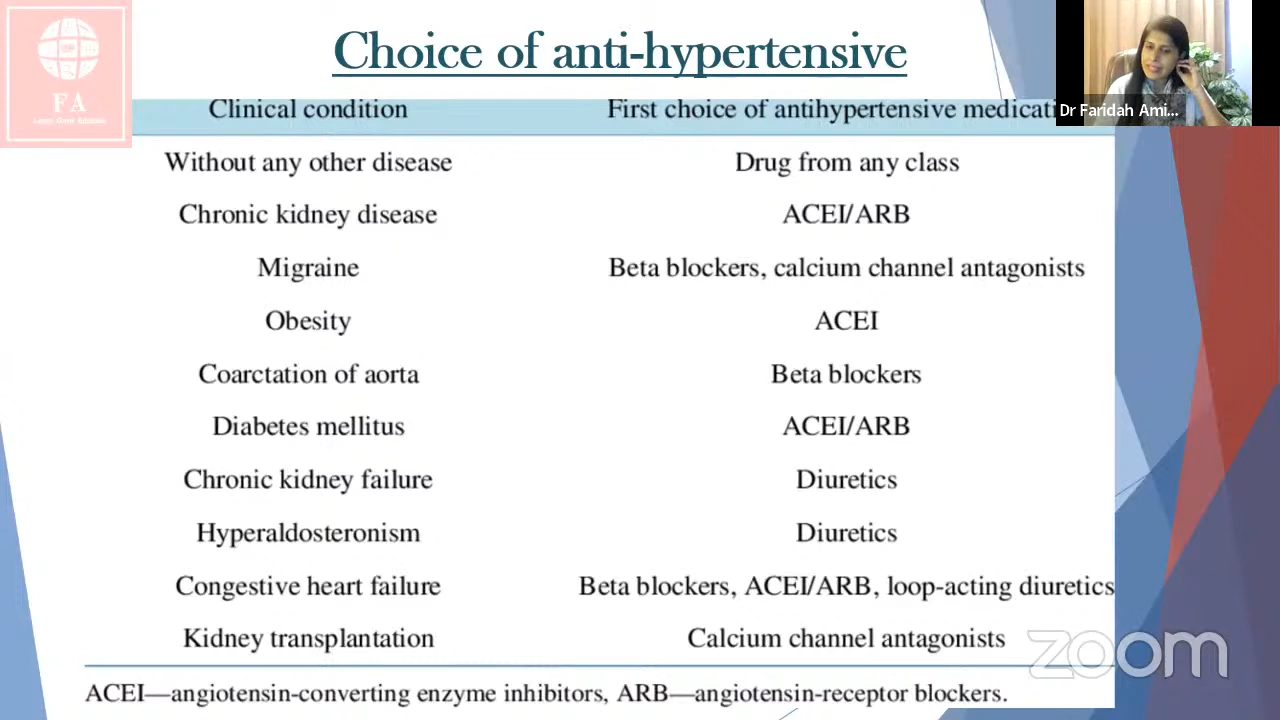 Choice of anti-hypertensive
FA
Clinical condition First choice of antihypertensive medicati
Dr Faridah Ami...
Without any other disease Drug from any class
Chronic kidney disease ACEI/ARB
Migraine Beta blockers, calcium channel antagonists
Obesity ACEI
Coarctation of aorta Beta blockers
Diabetes mellitus ACEI/ARB
Chronic kidney failure Diuretics
Hyperaldosteronism Diuretics
Congestive heart failure Beta blockers, ACEI/ARB, loop-acting diuretics
Kidney transplantation Calcium channel antagonists
zoom
ACEI—angiotensin-converting enzyme inhibitors, ARB—angiotensin-receptor blockers.